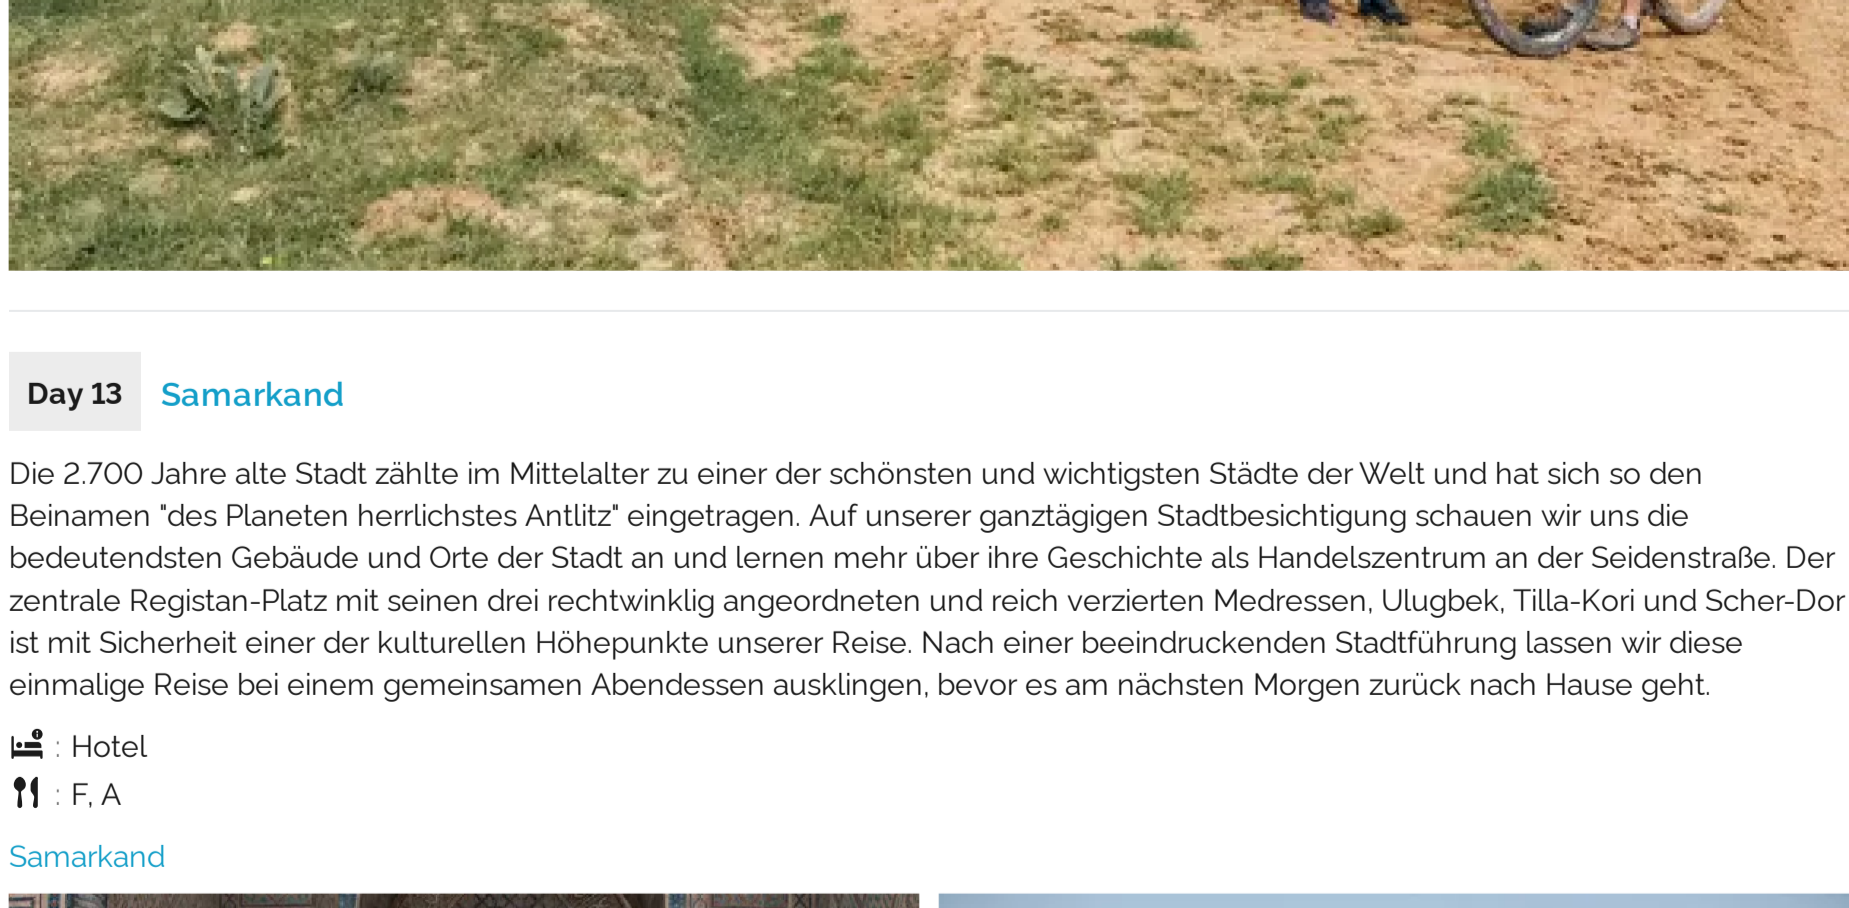 Day 13
Samarkand
Die 2.700 Jahre alte Stadt zählte im Mittelalter zu einer der schönsten und wichtigsten Städte der Welt und hat sich so den
Beinamen "des Planeten herrlichstes Antlitz" eingetragen. Auf unserer ganztägigen Stadtbesichtigung schauen wir uns die
bedeutendsten Gebäude und Orte der Stadt an und lernen mehr über ihre Geschichte als Handelszentrum an der Seidenstraße. Der
zentrale Registan-Platz mit seinen drei rechtwinklig angeordneten und reich verzierten Medressen, Ulugbek, Tilla-Kori und Scher-Dor
ist mit Sicherheit einer der kulturellen Höhepunkte unserer Reise. Nach einer beeindruckenden Stadtführung lassen wir diese
einmalige Reise bei einem gemeinsamen Abendessen ausklingen, bevor es am nächsten Morgen zurück nach Hause geht.
: Hotel
: F, A
Samarkand